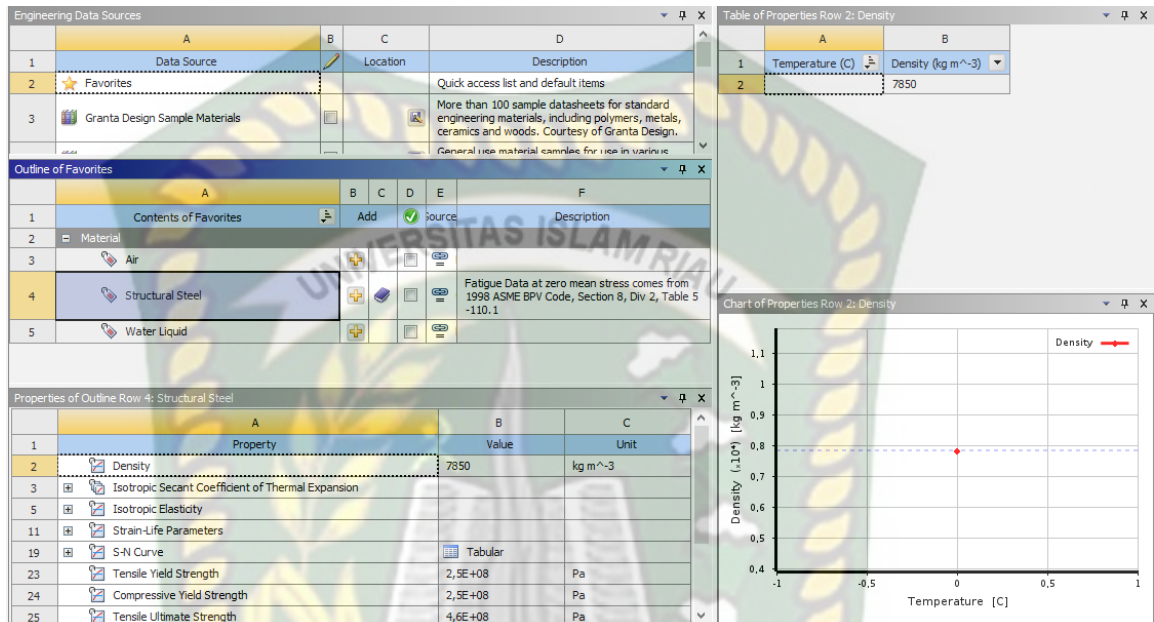 Engineering Data Sources
A B C D
1 Data Source Location Description
2 Favorites Quick access list and default items
3 Granta Design Sample Materials More than 100 sample datasheets for standard
engineering materials, including polymers, metals,
ceramics and woods. Courtesy of Granta Design.
General use material samples for use in various
Outline of Favorites
A B C D E F
1 Contents of Favorites Add Source Description
2 Material
3 Air
4 Structural Steel Fatigue Data at zero mean stress comes from
1998 ASME BPV Code, Section 8, Div 2, Table 5
-110.1
5 Water Liquid
Properties of Outline Row 4: Structural Steel
A B C
1 Property Value Unit
2 Density 7850 kg m^-3
3 Isotropic Secant Coefficient of Thermal Expansion
5 Isotropic Elasticity
11 Strain-Life Parameters
19 S-N Curve Tabular
23 Tensile Yield Strength 2,5E+08 Pa
24 Compressive Yield Strength 2,5E+08 Pa
25 Tensile Ultimate Strength 4,6E+08 Pa
Table of Properties Row 2: Density
A B
1 Temperature (C) Density (kg m^-3)
2 7850
Chart of Properties Row 2: Density
Density
1,1
1
0,9
0,8
0,7
0,6
0,5
0,4
Density (x10⁴) [kg m^-3]
-1 -0,5 0 0,5 1
Temperature [C]
UNIVERSITAS ISLAM RIAU